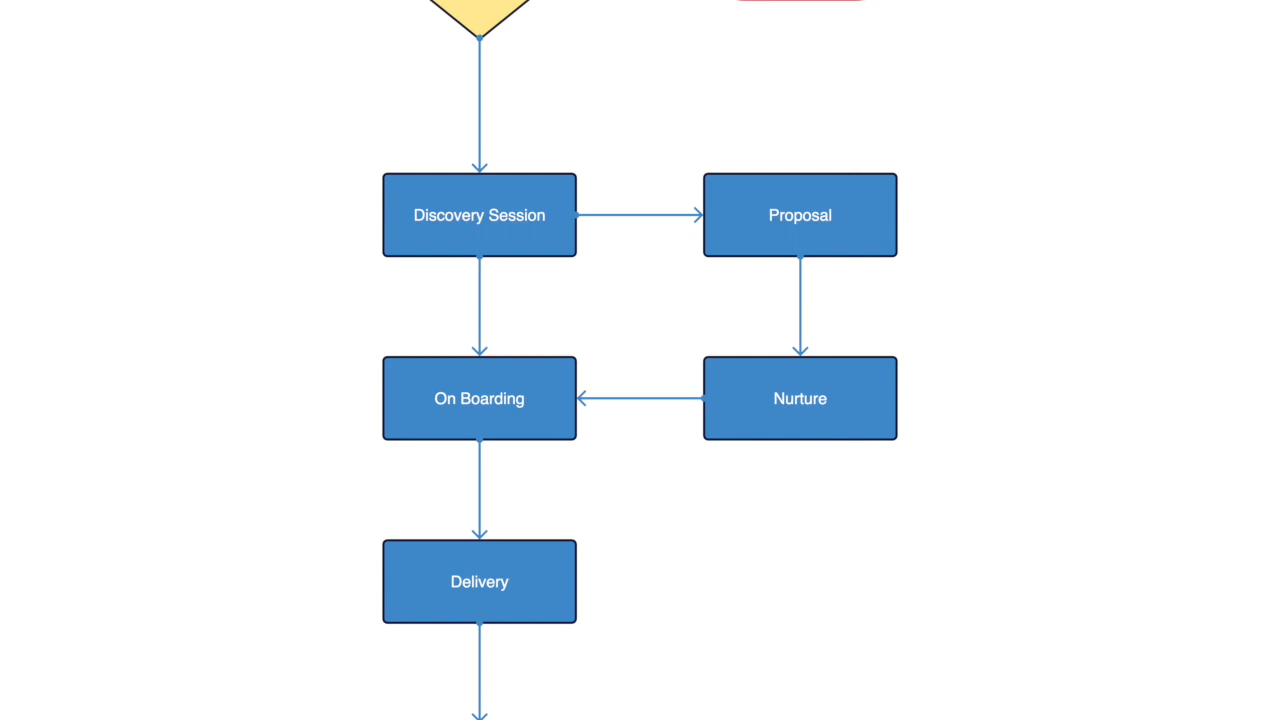 Discovery Session
Proposal
On Boarding
Nurture
Delivery